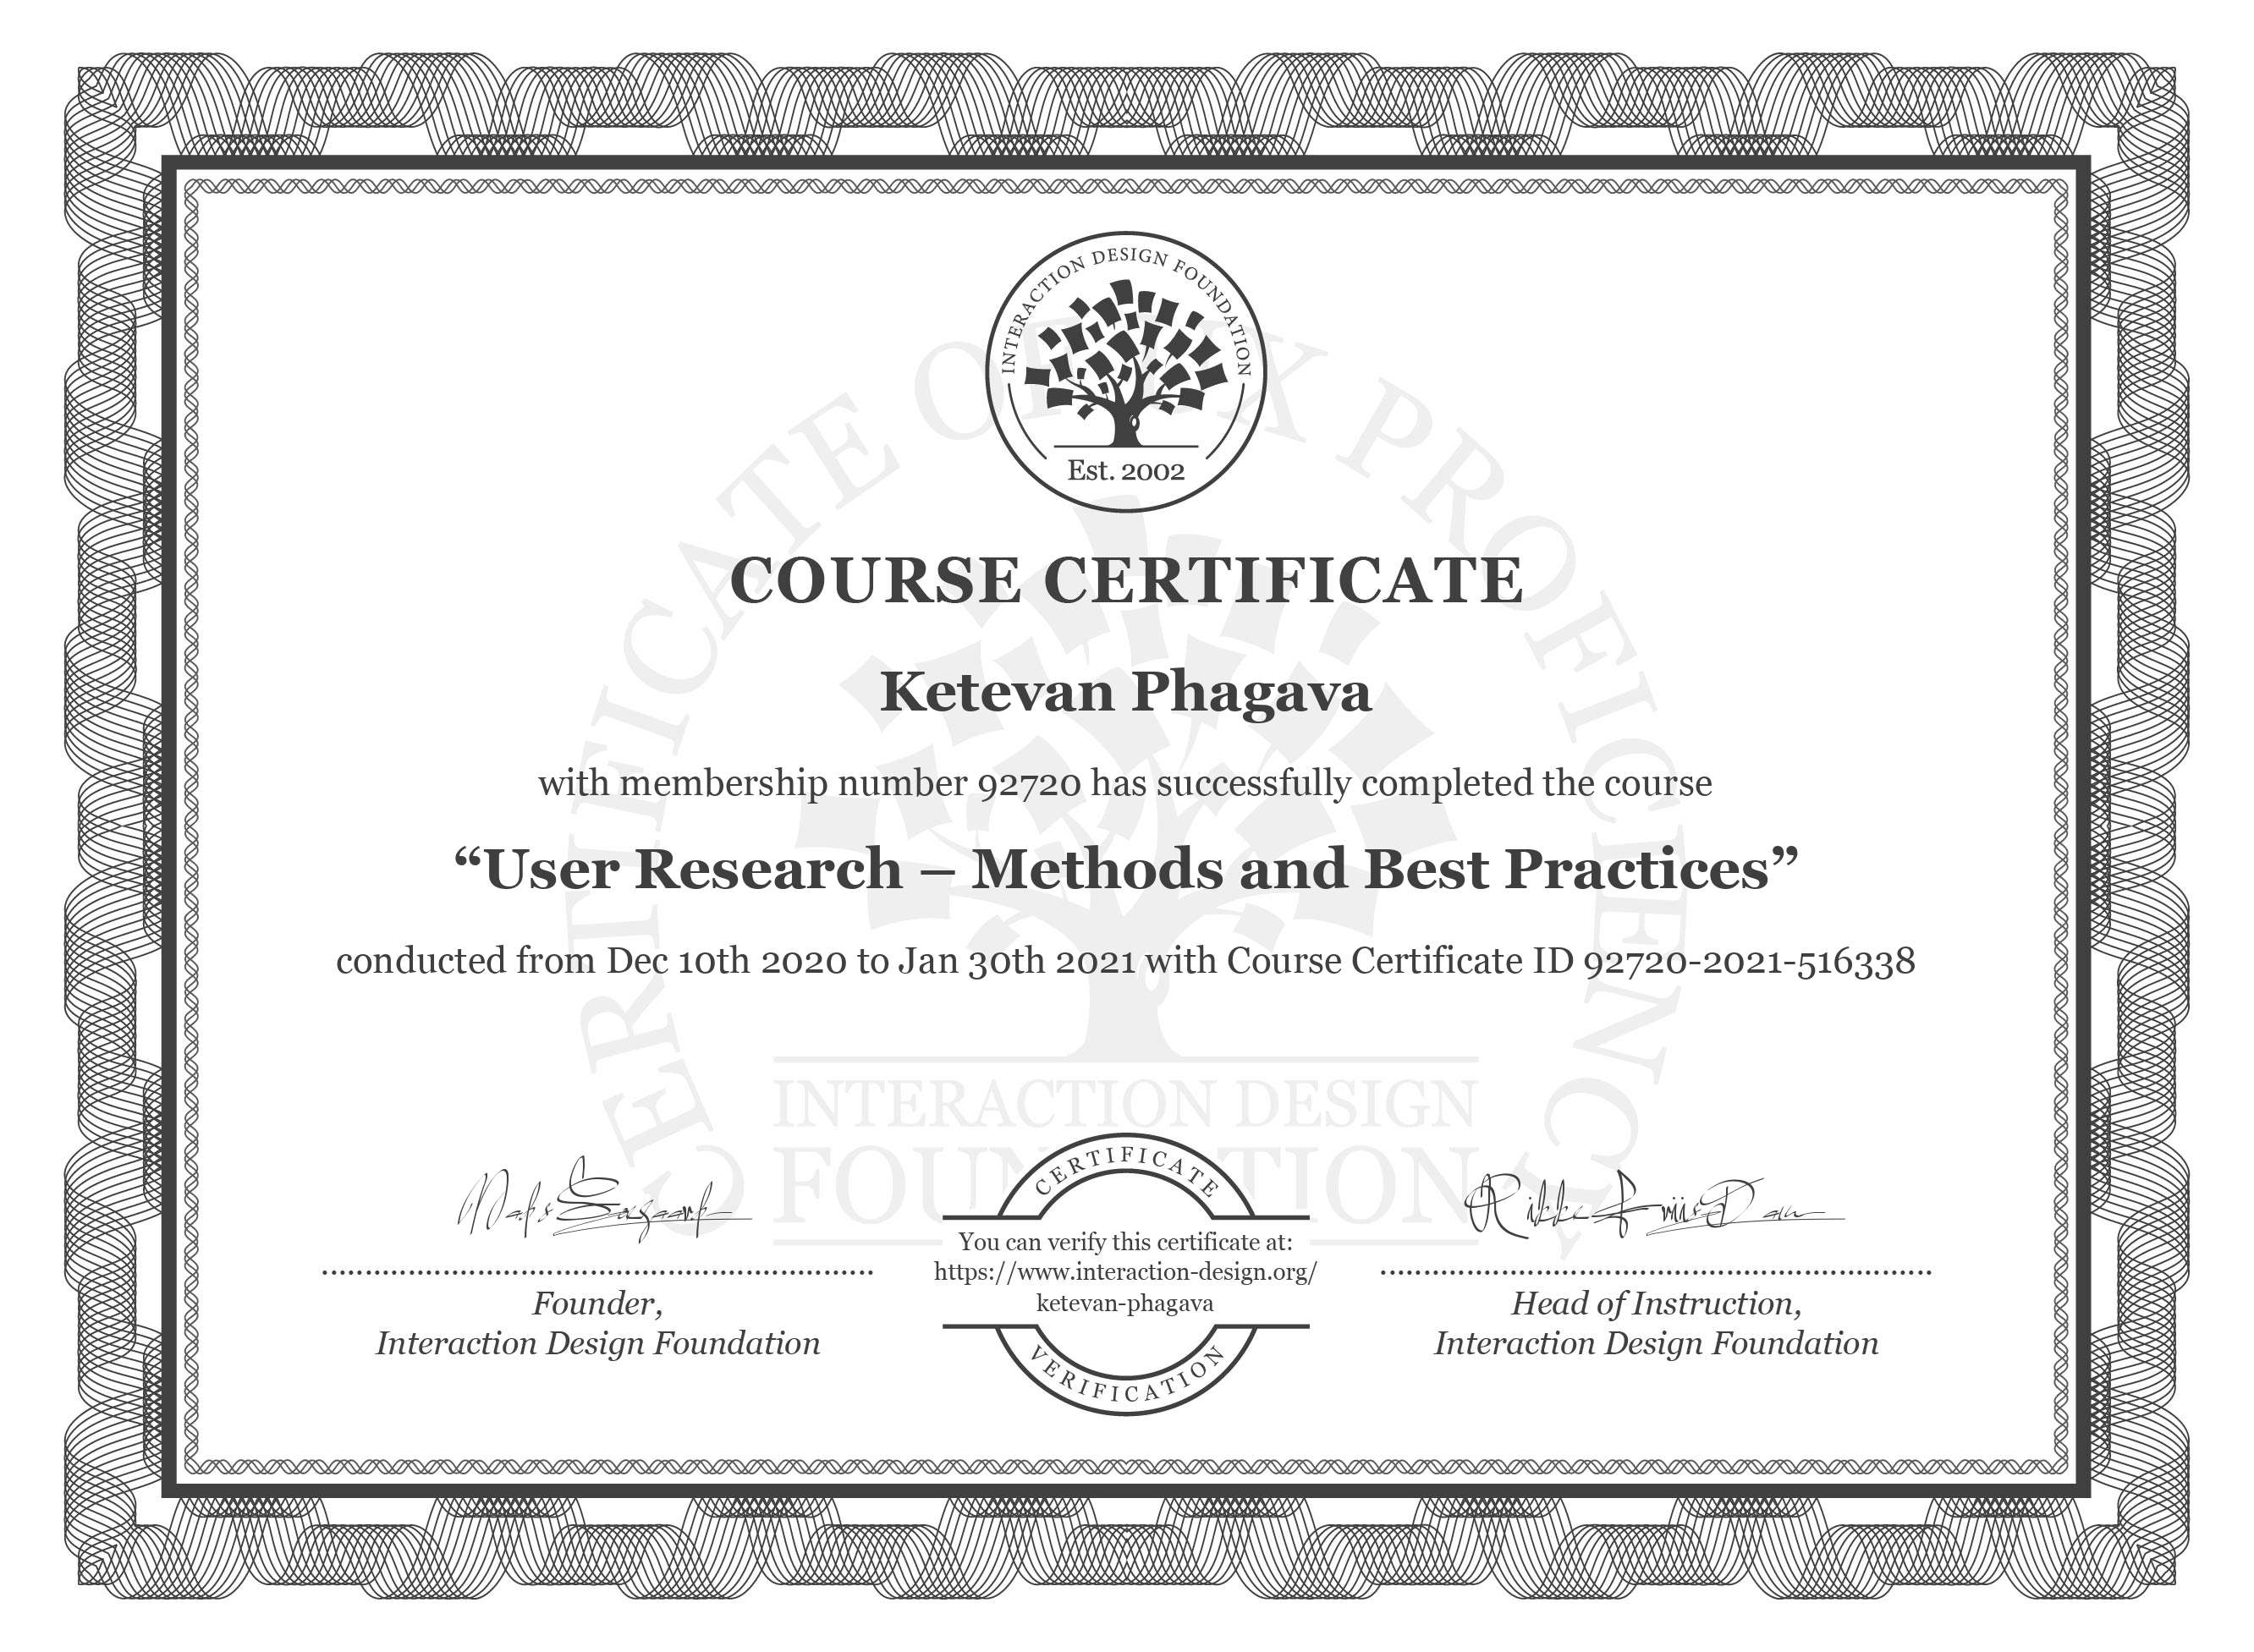 INTERACTION DESIGN FOUNDATION
Est. 2002
CERTIFICATE OF UX PROFICIENCY
COURSE CERTIFICATE
Ketevan Phagava
with membership number 92720 has successfully completed the course
“User Research – Methods and Best Practices”
conducted from Dec 10th 2020 to Jan 30th 2021 with Course Certificate ID 92720-2021-516338
INTERACTION DESIGN
FOUNDATION
CERTIFICATE
You can verify this certificate at:
https://www.interaction-design.org/
ketevan-phagava
VERIFICATION
Founder,
Interaction Design Foundation
Rikke Friis Dam
Head of Instruction,
Interaction Design Foundation